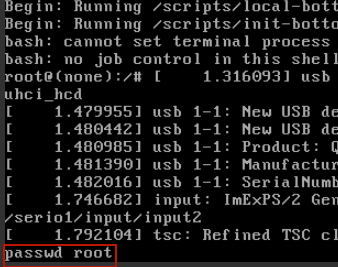 Begin: Running /scripts/local-bott
Begin: Running /scripts/init-botto
bash: cannot set terminal process
bash: no job control in this shell
root@(none):/# [    1.316093] usb
uhci_hcd
[    1.479955] usb 1-1: New USB de
[    1.480442] usb 1-1: New USB de
[    1.480985] usb 1-1: Product: Q
[    1.481390] usb 1-1: Manufactur
[    1.482016] usb 1-1: SerialNumb
[    1.746682] input: ImExPS/2 Gen
/serio1/input/input2
[    1.792104] tsc: Refined TSC cl
passwd root